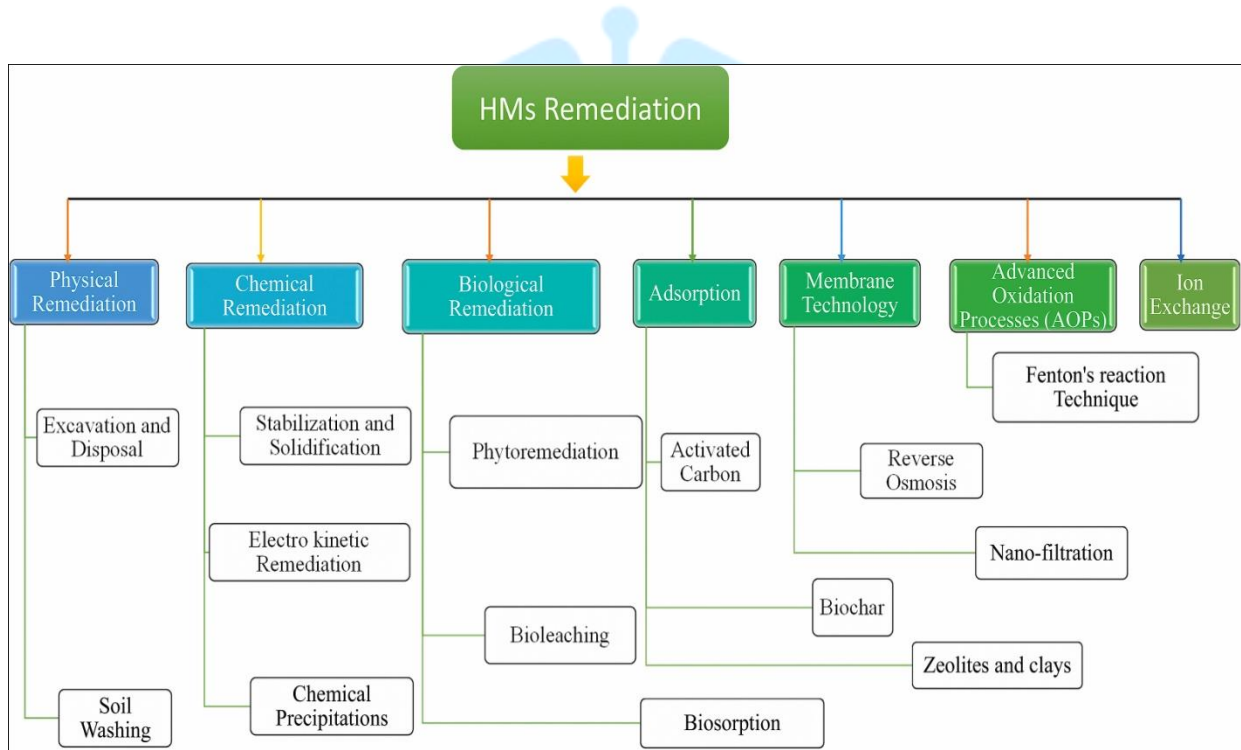 HMs Remediation
Physical
Remediation
Chemical
Remediation
Biological
Remediation
Adsorption
Membrane
Technology
Advanced
Oxidation
Processes (AOPs)
Ion
Exchange
Excavation and
Disposal
Soil
Washing
Stabilization and
Solidification
Electro kinetic
Remediation
Chemical
Precipitations
Phytoremediation
Bioleaching
Biosorption
Activated
Carbon
Biochar
Zeolites and clays
Reverse
Osmosis
Nano-filtration
Fenton's reaction
Technique